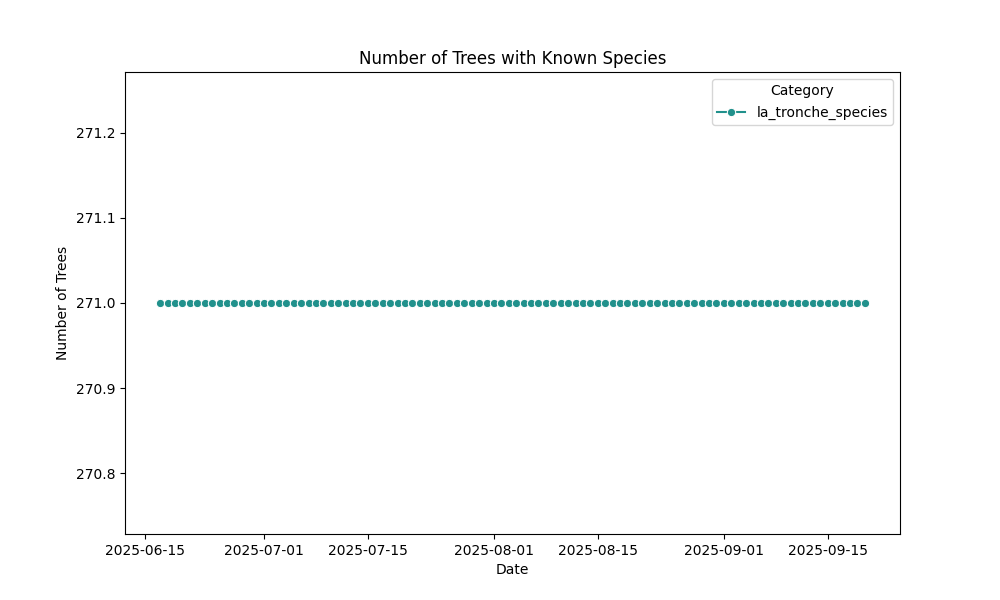 Number of Trees with Known Species
Category
la_tronche_species
271.2
271.1
271.0
270.9
270.8
Number of Trees
2025-06-15 2025-07-01 2025-07-15 2025-08-01 2025-08-15 2025-09-01 2025-09-15
Date